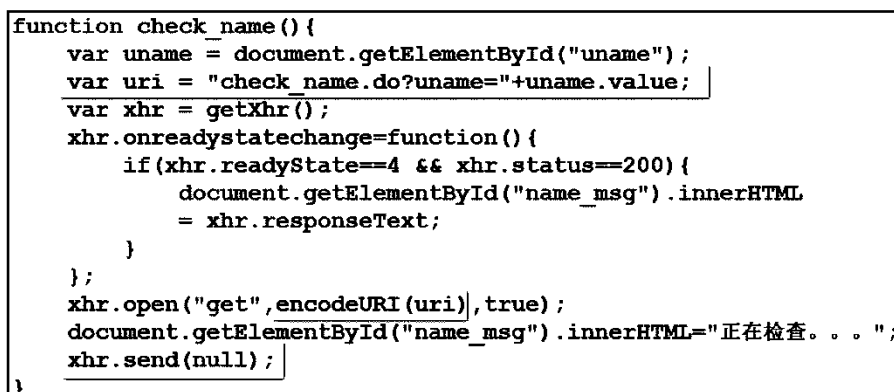 function check_name(){
    var uname = document.getElementById("uname");
    var uri = "check_name.do?uname="+uname.value;
    var xhr = getXhr();
    xhr.onreadystatechange=function(){
        if(xhr.readyState==4 && xhr.status==200){
            document.getElementById("name_msg").innerHTML
            = xhr.responseText;
        }
    };
    xhr.open("get",encodeURI(uri),true);
    document.getElementById("name_msg").innerHTML="正在检查。。。";
    xhr.send(null);
}